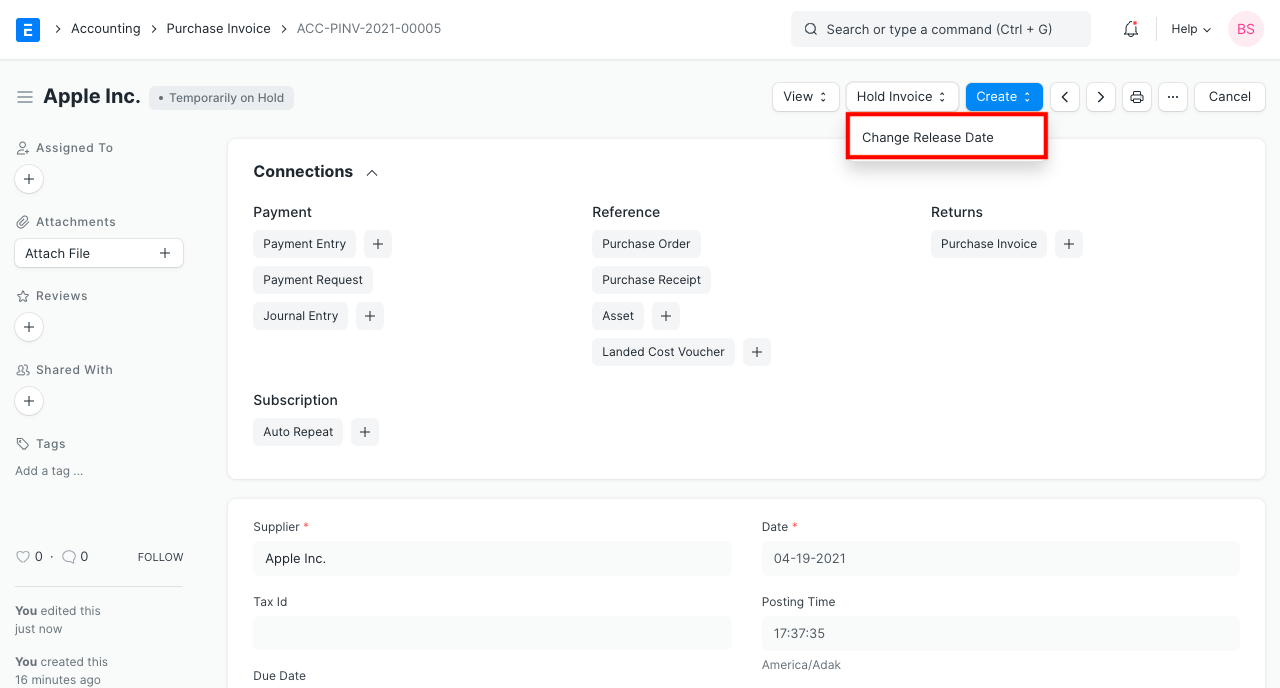 E
Accounting
Purchase Invoice
ACC-PINV-2021-00005
Search or type a command (Ctrl + G)
Help
BS
Apple Inc.
• Temporarily on Hold
View
Hold Invoice
Create
...
Cancel
Change Release Date
Assigned To
+
Attachments
Attach File +
Reviews
+
Shared With
+
Tags
Add a tag ...
0 · 0 FOLLOW
You edited this
just now
You created this
16 minutes ago
Connections
Payment
Payment Entry +
Payment Request
Journal Entry +
Reference
Purchase Order
Purchase Receipt
Asset +
Landed Cost Voucher +
Returns
Purchase Invoice +
Subscription
Auto Repeat +
Supplier *
Apple Inc.
Tax Id
Due Date
Date *
04-19-2021
Posting Time
17:37:35
America/Adak